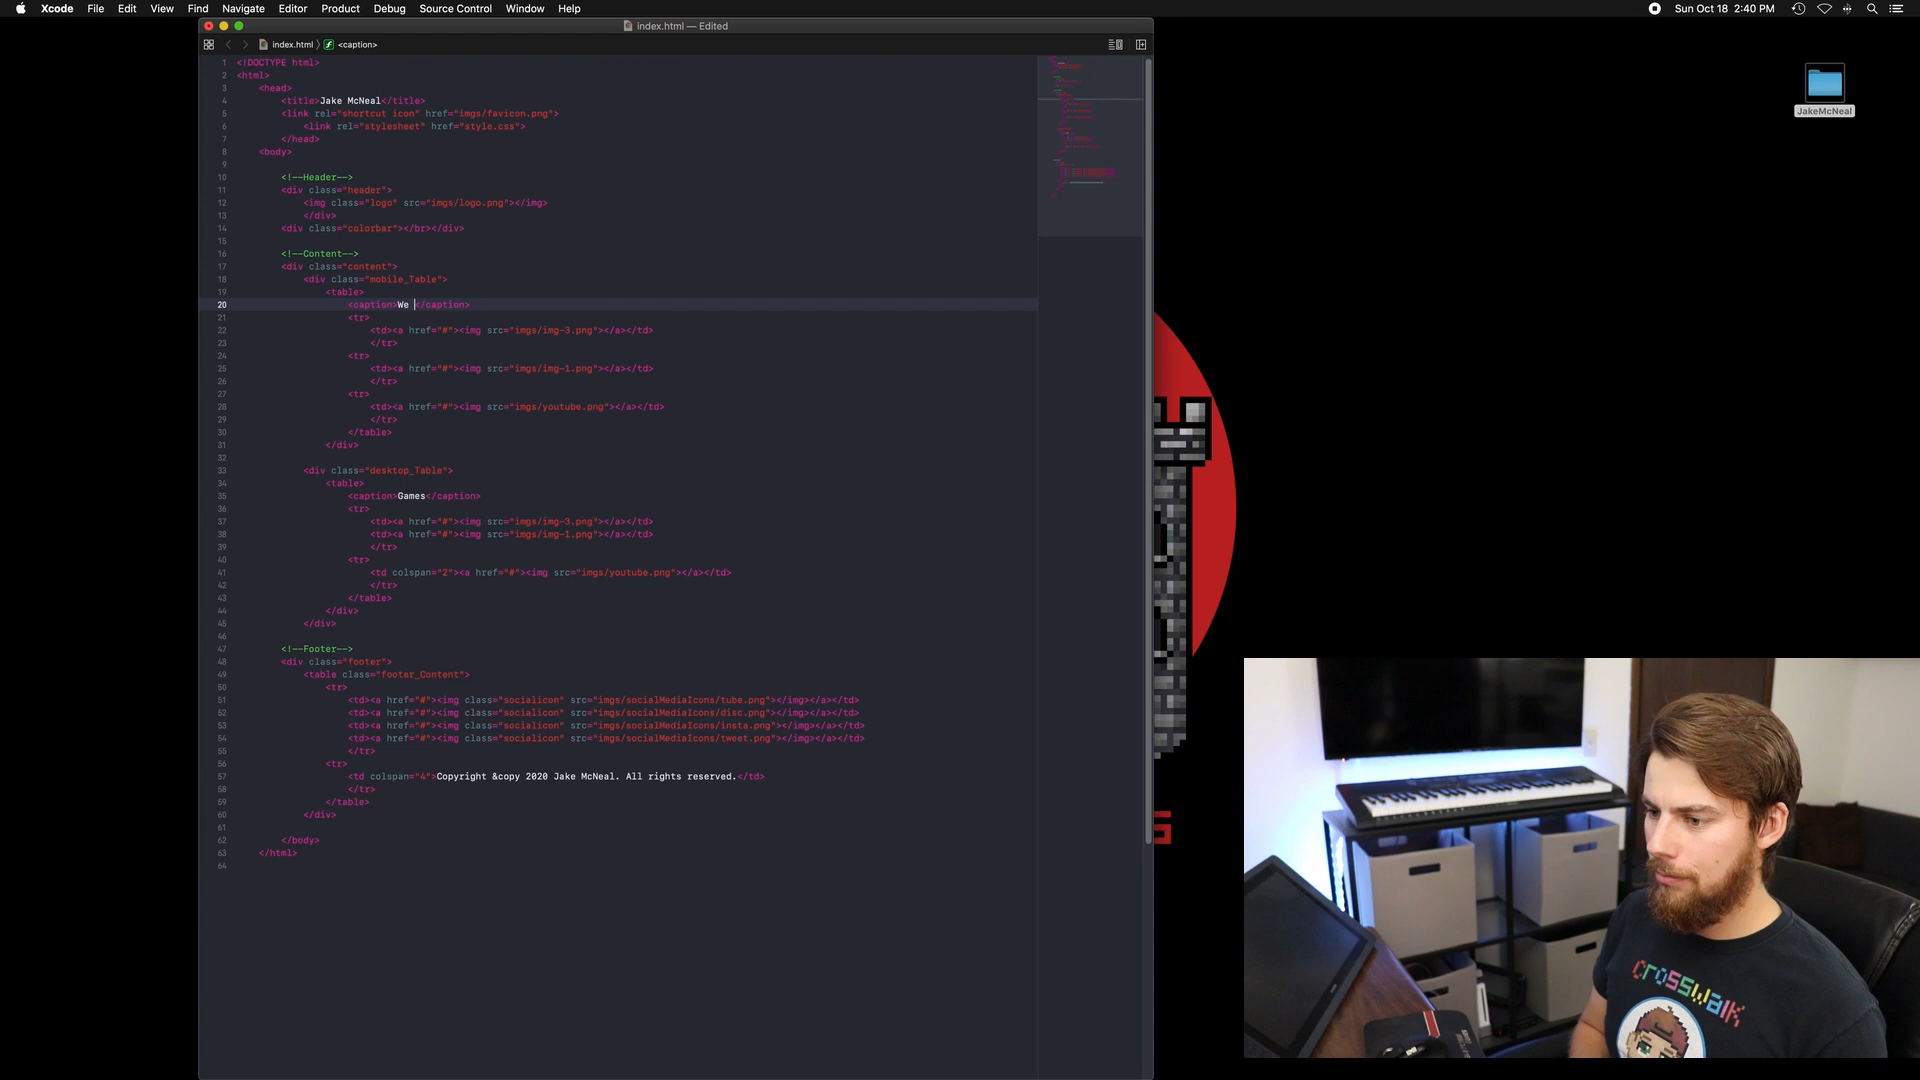 Xcode File Edit View Find Navigate Editor Product Debug Source Control Window Help
Sun Oct 18 2:40 PM
index.html — Edited
index.html <caption>
JakeMcNeal
1 <!DOCTYPE html>
2 <html>
3 <head>
4 <title>Jake McNeal</title>
5 <link rel="shortcut icon" href="imgs/favicon.png">
6 <link rel="stylesheet" href="style.css">
7 </head>
8 <body>
9
10 <!--Header-->
11 <div class="header">
12 <img class="logo" src="imgs/logo.png"></img>
13 </div>
14 <div class="colorbar"></br></div>
15
16 <!--Content-->
17 <div class="content">
18 <div class="mobile_Table">
19 <table>
20 <caption>We </caption>
21 <tr>
22 <td><a href="#"><img src="imgs/img-3.png"></a></td>
23 </tr>
24 <tr>
25 <td><a href="#"><img src="imgs/img-1.png"></a></td>
26 </tr>
27 <tr>
28 <td><a href="#"><img src="imgs/youtube.png"></a></td>
29 </tr>
30 </table>
31 </div>
32
33 <div class="desktop_Table">
34 <table>
35 <caption>Games</caption>
36 <tr>
37 <td><a href="#"><img src="imgs/img-3.png"></a></td>
38 <td><a href="#"><img src="imgs/img-1.png"></a></td>
39 </tr>
40 <tr>
41 <td colspan="2"><a href="#"><img src="imgs/youtube.png"></a></td>
42 </tr>
43 </table>
44 </div>
45 </div>
46
47 <!--Footer-->
48 <div class="footer">
49 <table class="footer_Content">
50 <tr>
51 <td><a href="#"><img class="socialicon" src="imgs/socialMediaIcons/tube.png"></img></a></td>
52 <td><a href="#"><img class="socialicon" src="imgs/socialMediaIcons/disc.png"></img></a></td>
53 <td><a href="#"><img class="socialicon" src="imgs/socialMediaIcons/insta.png"></img></a></td>
54 <td><a href="#"><img class="socialicon" src="imgs/socialMediaIcons/tweet.png"></img></a></td>
55 </tr>
56 <tr>
57 <td colspan="4">Copyright &copy 2020 Jake McNeal. All rights reserved.</td>
58 </tr>
59 </table>
60 </div>
61
62 </body>
63 </html>
64
crosswalk